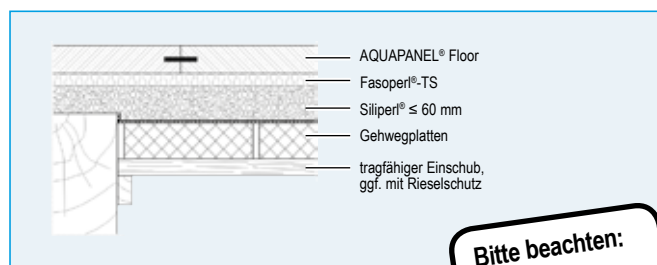 AQUAPANEL® Floor
Fasoperl®-TS
Siliperl® ≤ 60 mm
Gehwegplatten
tragfähiger Einschub,
ggf. mit Rieselschutz
Bitte beachten: